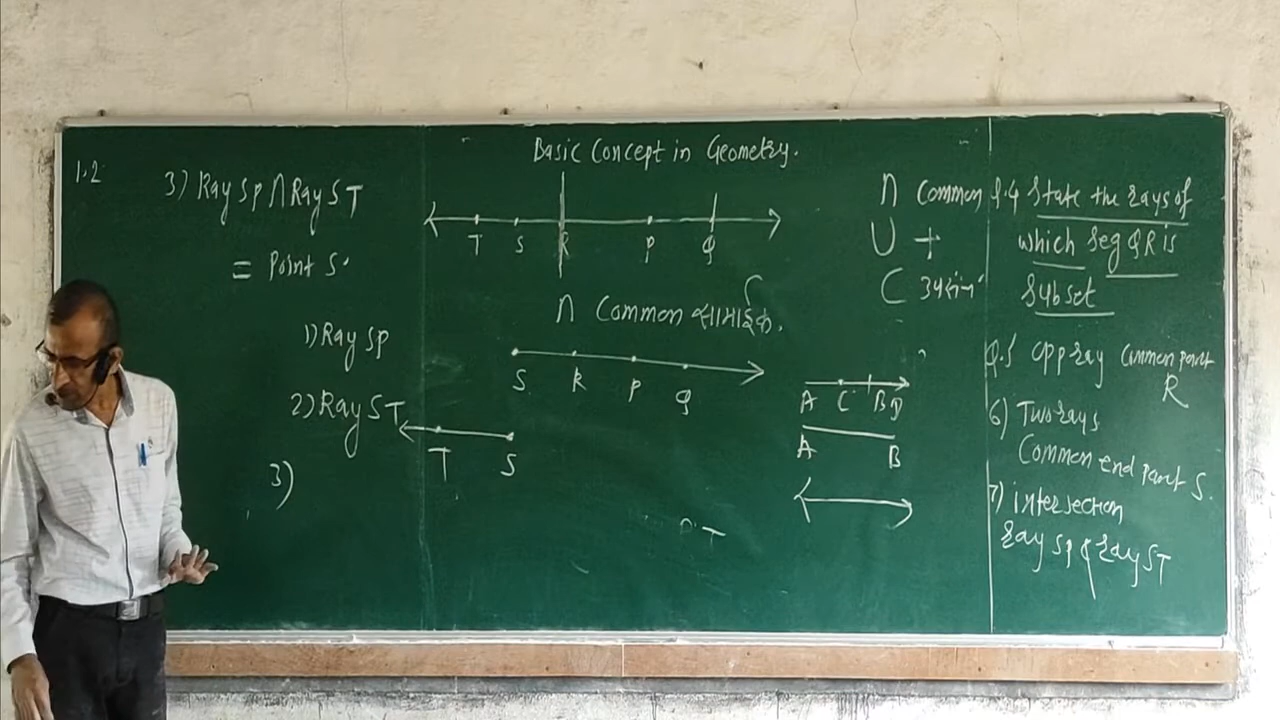 Basic Concept in Geometry.
1.2
3) Ray SP ∩ Ray ST
= Point S.
1) Ray SP
2) Ray ST
3)
T S R P Q
∩ Common सामाईक.
S R P Q
T S
∩ Common
U +
C
A C B D
A B
Q.4 State the rays of
which seg QR is
Subset
Q.5 opp ray Common point
R
6) Two rays
Common end point S.
7) intersection
ray SP & ray ST